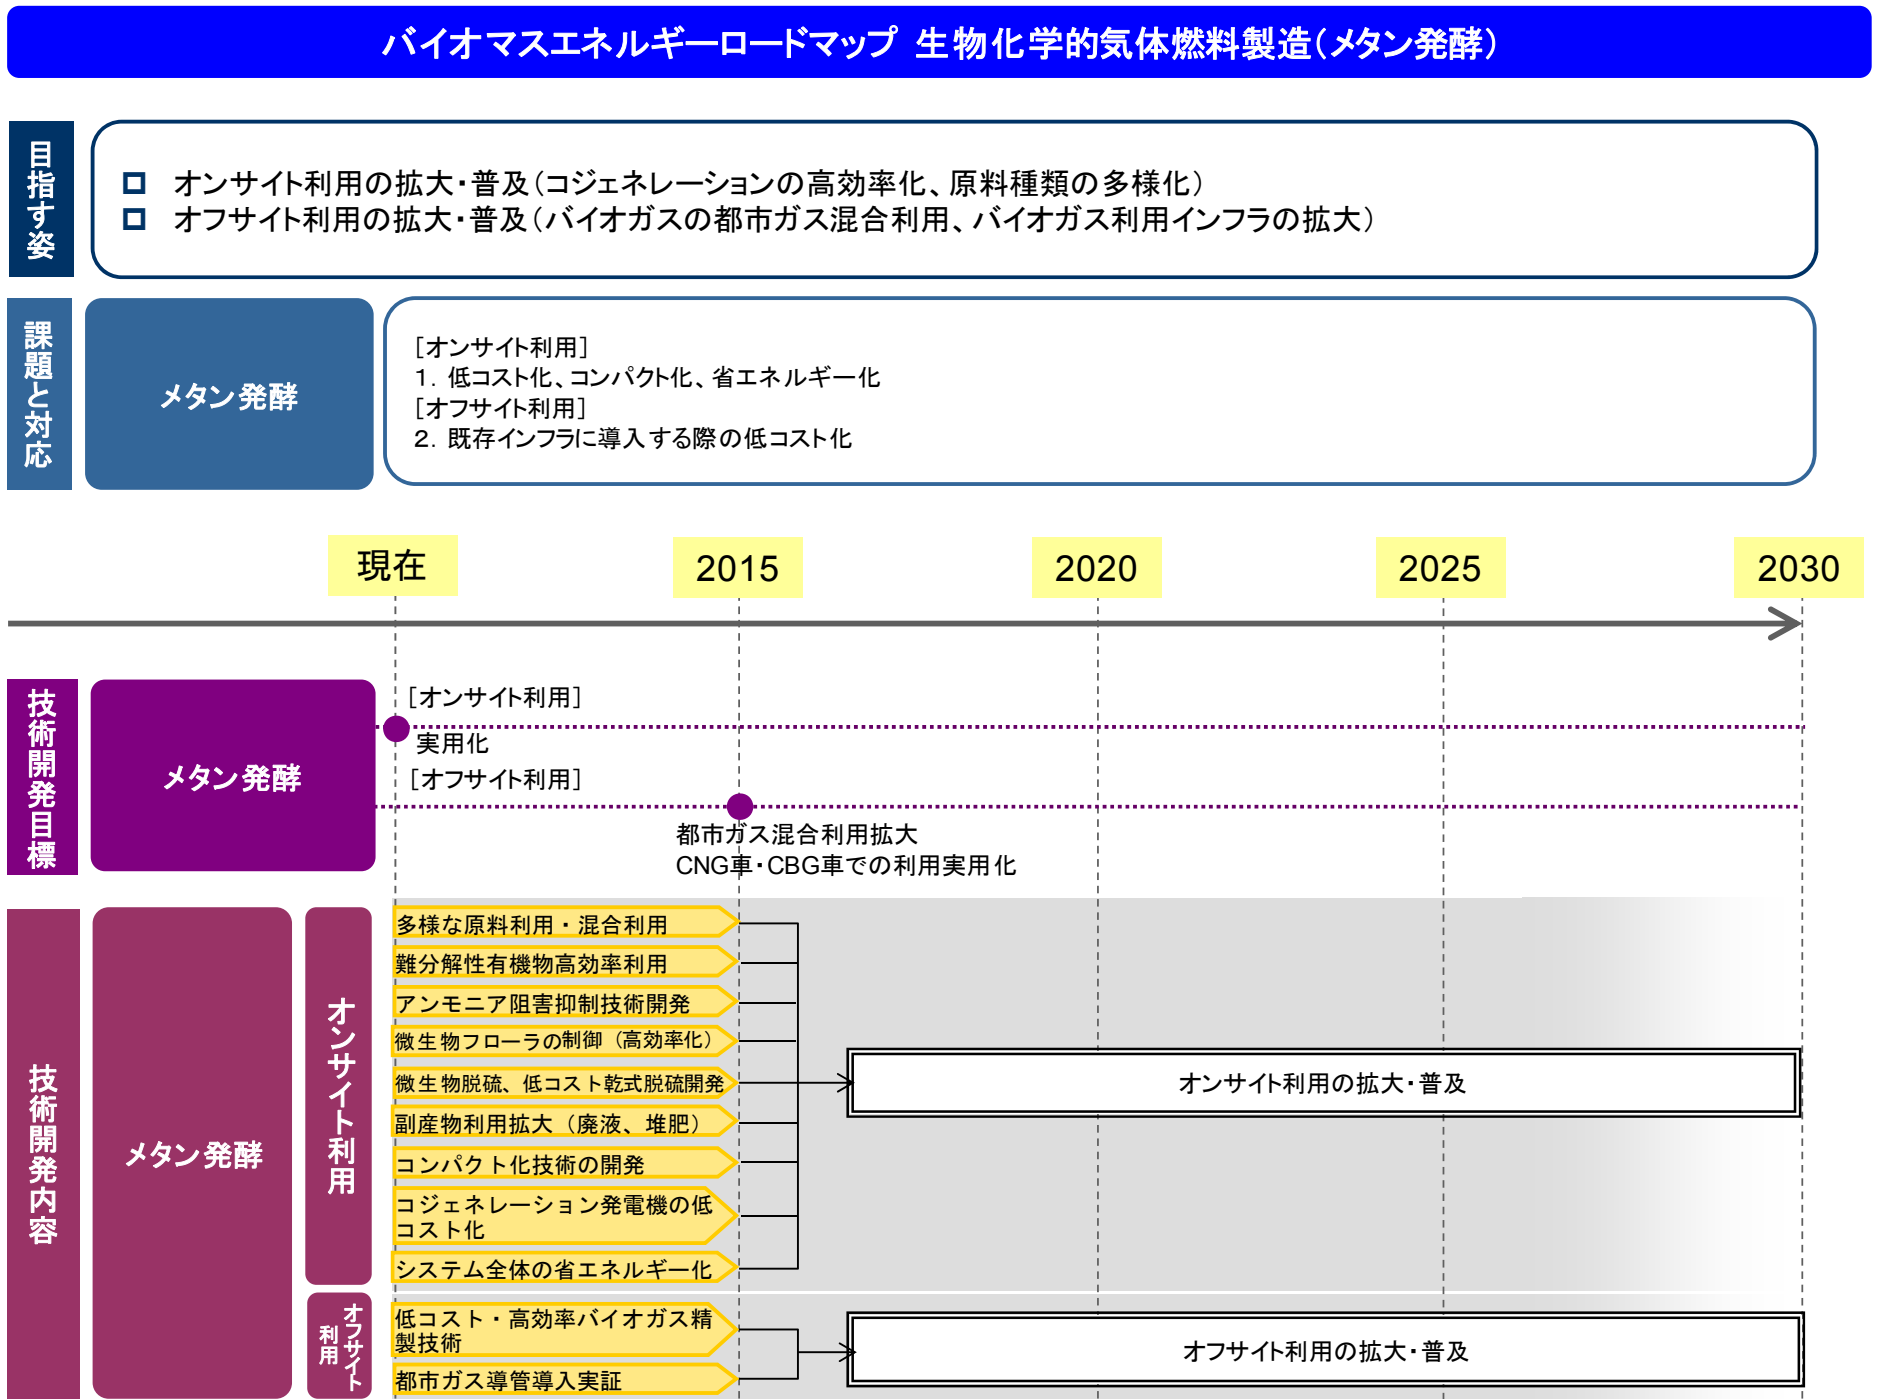 バイオマスエネルギーロードマップ 生物化学的気体燃料製造(メタン発酵)
目指す姿
オンサイト利用の拡大・普及(コジェネレーションの高効率化、原料種類の多様化)
オフサイト利用の拡大・普及(バイオガスの都市ガス混合利用、バイオガス利用インフラの拡大)
課題と対応
メタン発酵
[オンサイト利用]
1. 低コスト化、コンパクト化、省エネルギー化
[オフサイト利用]
2. 既存インフラに導入する際の低コスト化
現在
2015
2020
2025
2030
技術開発目標
メタン発酵
[オンサイト利用]
実用化
[オフサイト利用]
都市ガス混合利用拡大
CNG車・CBG車での利用実用化
技術開発内容
メタン発酵
オンサイト利用
多様な原料利用・混合利用
難分解性有機物高効率利用
アンモニア阻害抑制技術開発
微生物フローラの制御(高効率化)
微生物脱硫、低コスト乾式脱硫開発
副産物利用拡大(廃液、堆肥)
コンパクト化技術の開発
コジェネレーション発電機の低
コスト化
システム全体の省エネルギー化
オンサイト利用の拡大・普及
オフサイト
利用
低コスト・高効率バイオガス精
製技術
都市ガス導管導入実証
オフサイト利用の拡大・普及